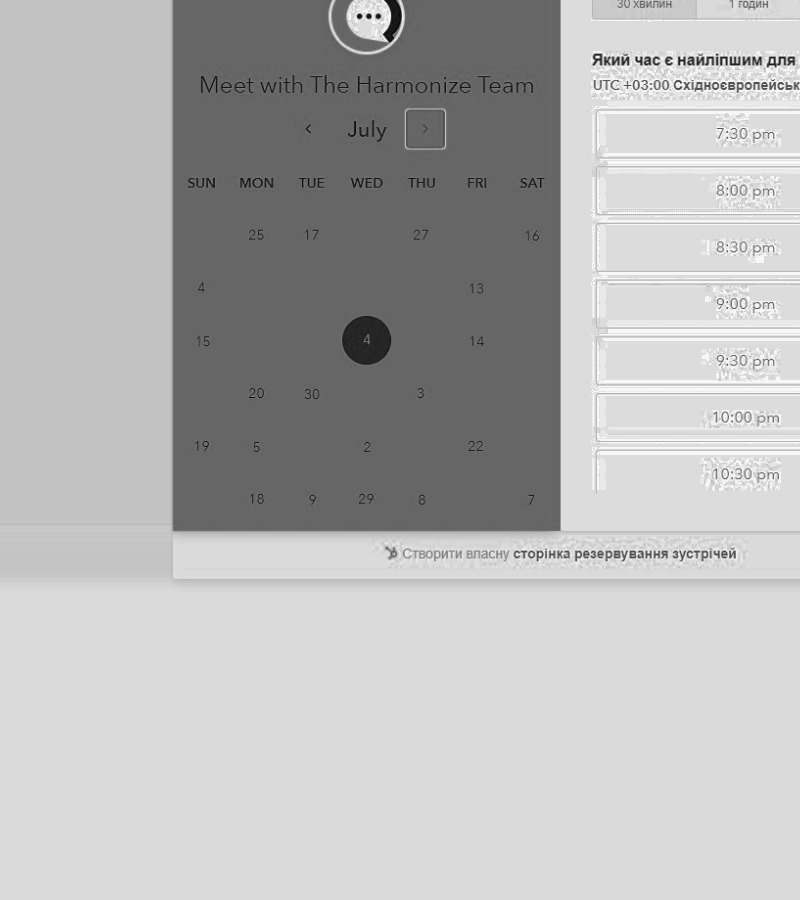 30 хвилин 1 годин
Meet with The Harmonize Team
July
SUN MON TUE WED THU FRI SAT
25 17 27 16
4 13
15 4 14
20 30 3
19 5 2 22
18 9 29 8 7
Який час є найліпшим для
UTC +03:00 Східноєвропейськ
7:30 pm
8:00 pm
8:30 pm
9:00 pm
9:30 pm
10:00 pm
10:30 pm
Створити власну сторінка резервування зустрічей